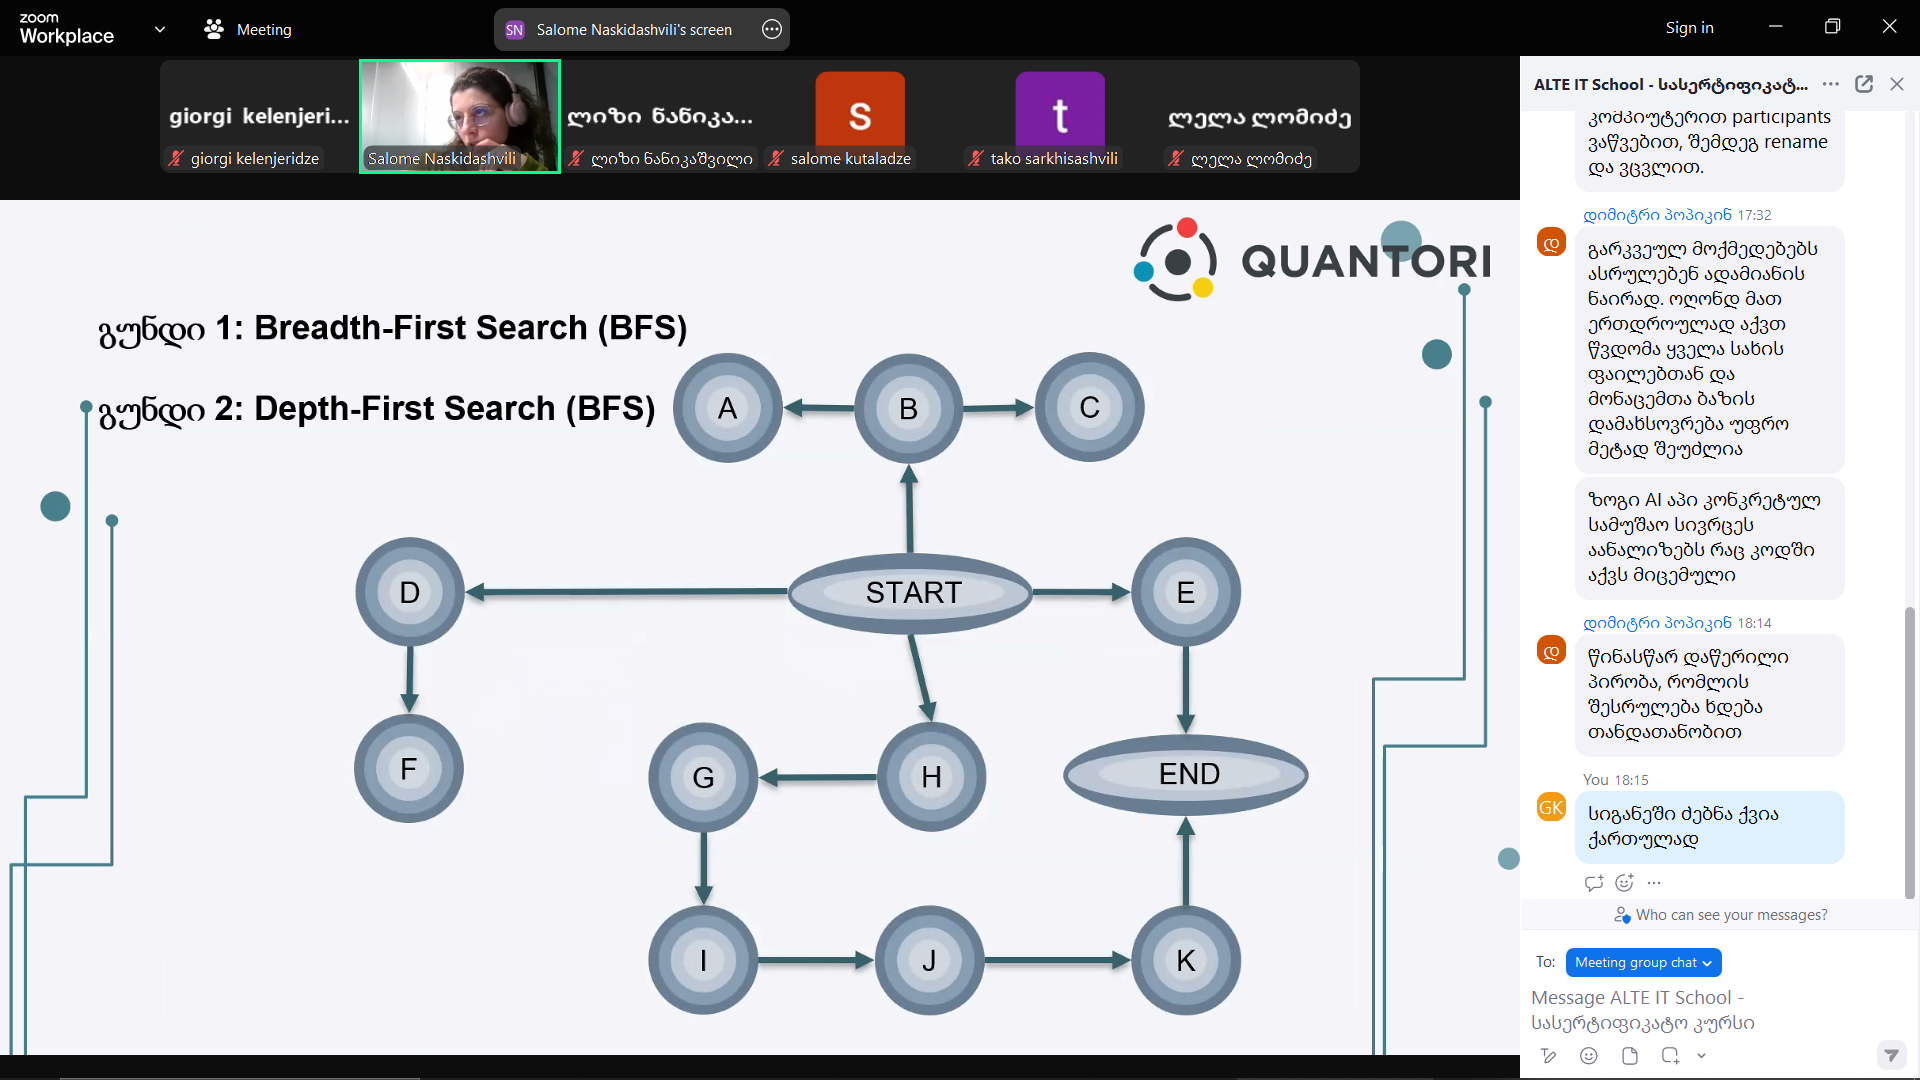 zoom
Workplace
Meeting
SN Salome Naskidashvili's screen
Sign in
giorgi kelenjeri...
giorgi kelenjeridze
Salome Naskidashvili
ლიზი ნანიკა...
ლიზი ნანიკაშვილი
s
salome kutaladze
t
tako sarkhisashvili
ლელა ლომიძე
ლელა ლომიძე
QUANTORI
გუნდი 1: Breadth-First Search (BFS)
გუნდი 2: Depth-First Search (BFS)
A
B
C
D
START
E
F
G
H
END
I
J
K
ALTE IT School - სასერტიფიკატ...
კომპიუტერით participants
ვაწვებით, შემდეგ rename
და ვცვლით.
დიმიტრი პოპიკინ 17:32
დ
გარკვეულ მოქმედებებს
ასრულებენ ადამიანის
ნაირად. ოღონდ მათ
ერთდროულად აქვთ
წვდომა ყველა სახის
ფაილებთან და
მონაცემთა ბაზის
დამახსოვრება უფრო
მეტად შეუძლია
ზოგი AI აპი კონკრეტულ
სამუშაო სივრცეს
აანალიზებს რაც კოდში
აქვს მიცემული
დიმიტრი პოპიკინ 18:14
დ
წინასწარ დაწერილი
პირობა, რომლის
შესრულება ხდება
თანდათანობით
You 18:15
GK
სიგანეში ძებნა ქვია
ქართულად
Who can see your messages?
To: Meeting group chat
Message ALTE IT School -
სასერტიფიკატო კურსი